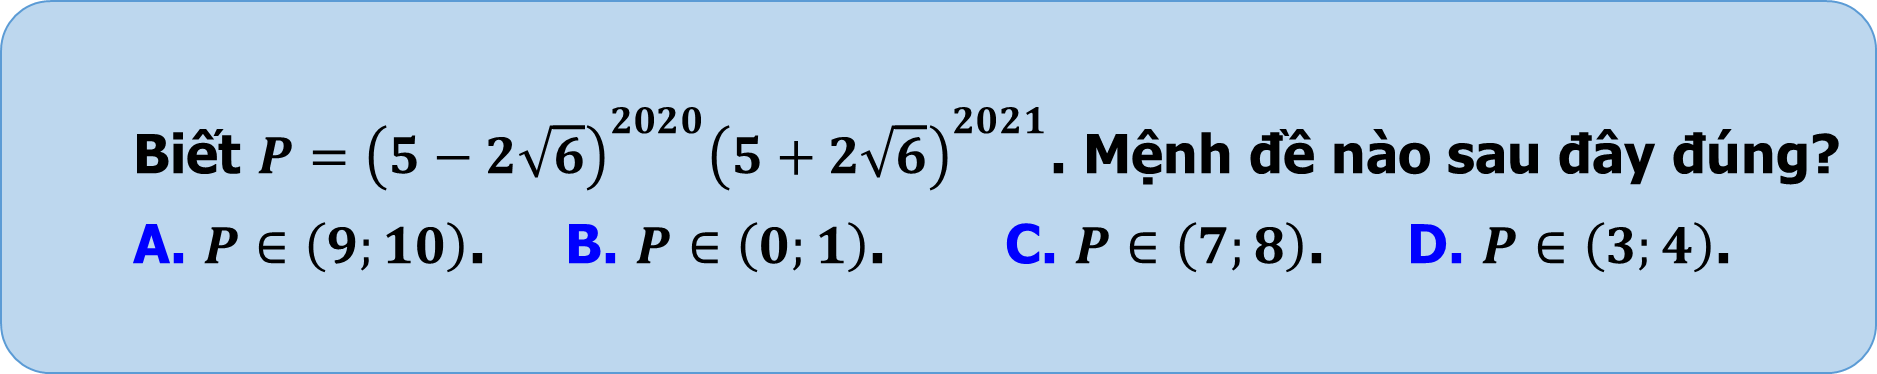 Biết P = (5 − 2√6)^2020 (5 + 2√6)^2021. Mệnh đề nào sau đây đúng?
A. P ∈ (9; 10). B. P ∈ (0; 1). C. P ∈ (7; 8). D. P ∈ (3; 4).